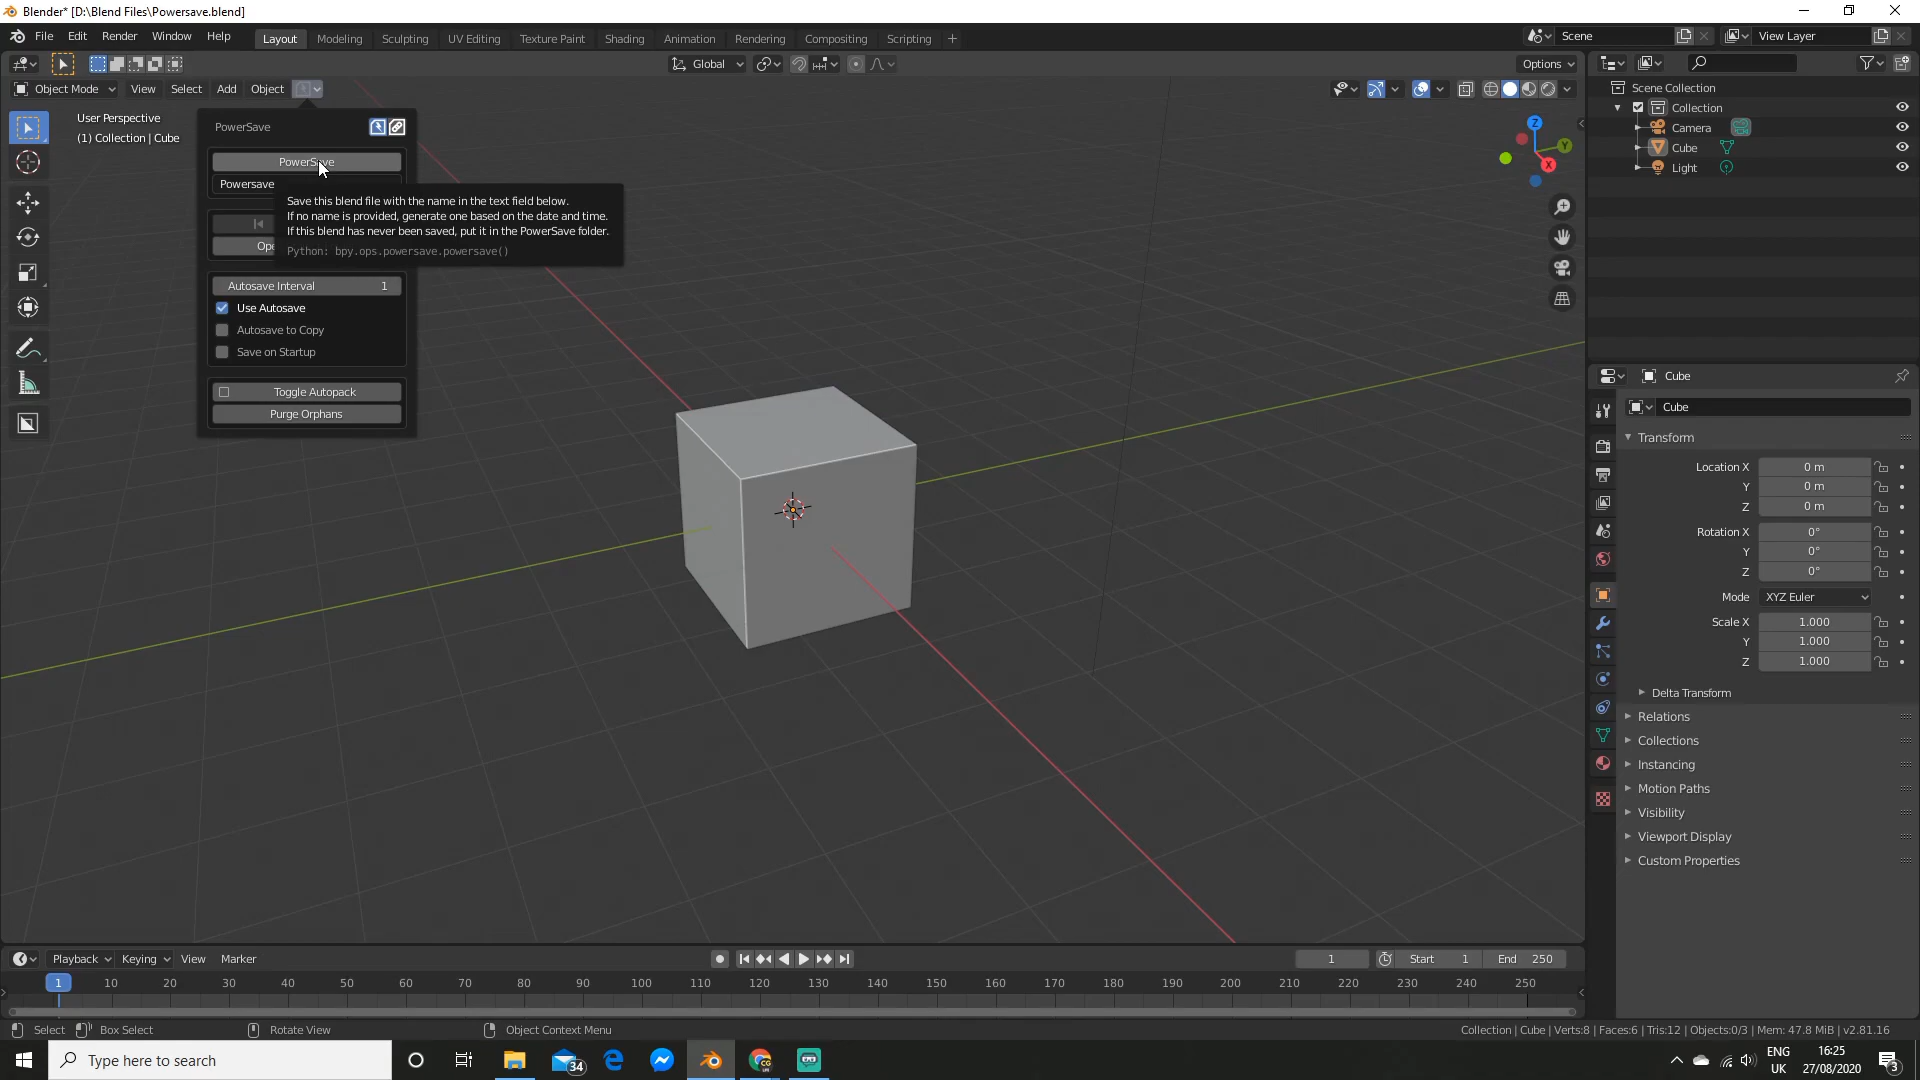 Blender* [D:\Blend Files\Powersave.blend]
File Edit Render Window Help Layout Modeling Sculpting UV Editing Texture Paint Shading Animation Rendering Compositing Scripting + Scene View Layer
Global Options
Object Mode View Select Add Object
User Perspective
(1) Collection | Cube
PowerSave
PowerSave
Powersave
Save this blend file with the name in the text field below.
If no name is provided, generate one based on the date and time.
If this blend has never been saved, put it in the PowerSave folder.
Python: bpy.ops.powersave.powersave()
Autosave Interval 1
Use Autosave
Autosave to Copy
Save on Startup
Toggle Autopack
Purge Orphans
Z
Y
X
Scene Collection
Collection
Camera
Cube
Light
Cube
Cube
Transform
Location X 0 m
Y 0 m
Z 0 m
Rotation X 0°
Y 0°
Z 0°
Mode XYZ Euler
Scale X 1.000
Y 1.000
Z 1.000
Delta Transform
Relations
Collections
Instancing
Motion Paths
Visibility
Viewport Display
Custom Properties
Playback Keying View Marker 1 Start 1 End 250
1 10 20 30 40 50 60 70 80 90 100 110 120 130 140 150 160 170 180 190 200 210 220 230 240 250
Select Box Select Rotate View Object Context Menu Collection | Cube | Verts:8 | Faces:6 | Tris:12 | Objects:0/3 | Mem: 47.8 MiB | v2.81.16
Type here to search 34 ENG UK 16:25 27/08/2020 3